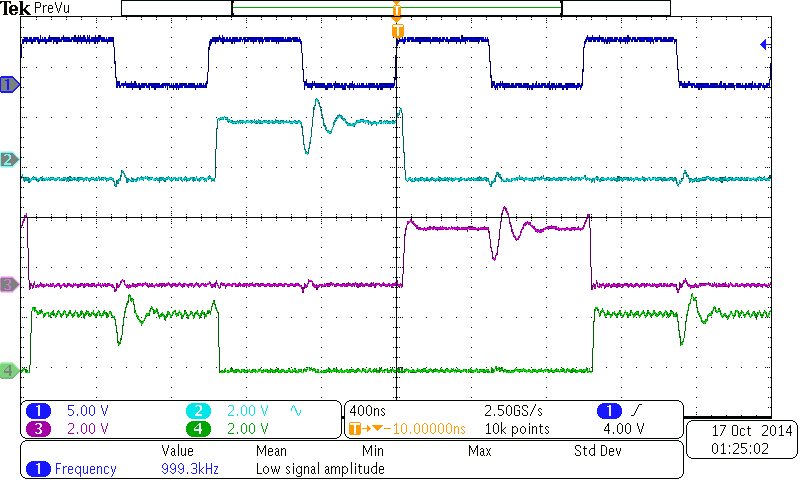 Tek PreVu
T
T
1
2
3
4
1 5.00 V 2 2.00 V
3 2.00 V 4 2.00 V
400ns 2.50GS/s 1
T→▼−10.00000ns 10k points 4.00 V
17 Oct 2014
01:25:02
Value Mean Min Max Std Dev
1 Frequency 999.3kHz Low signal amplitude